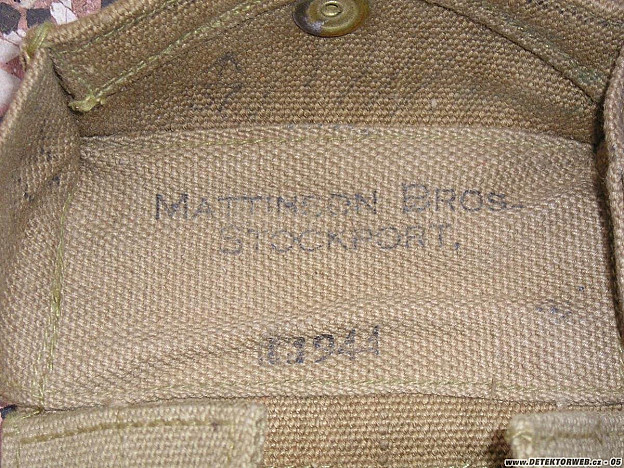 MATTINSON BROS.
STOCKPORT.
1941
WWW.DETEKTORWEB.cz - 05